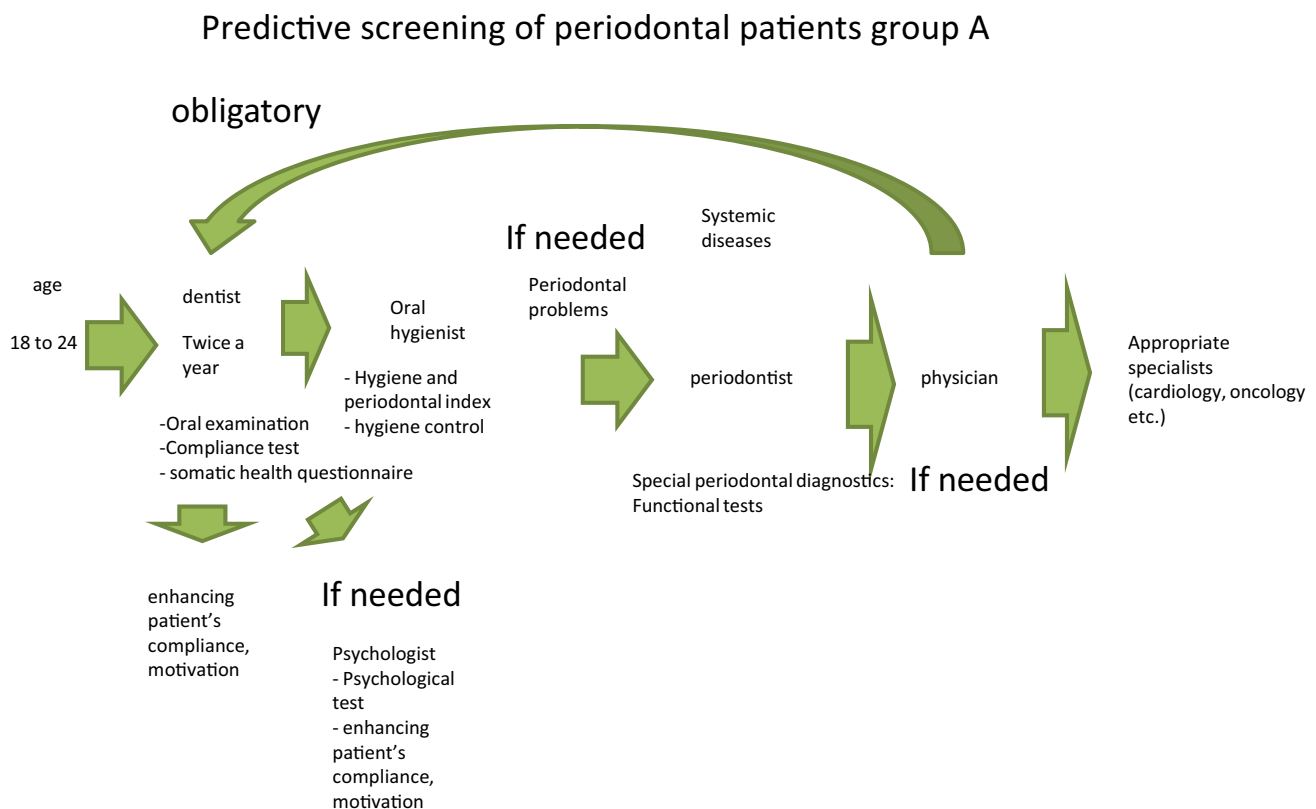 Predictive screening of periodontal patients group A
obligatory
Systemic
diseases
If needed
Periodontal
problems
age
18 to 24
dentist
Twice a
year
Oral
hygienist
- Hygiene and
periodontal index
- hygiene control
-Oral examination
-Compliance test
- somatic health questionnaire
periodontist
physician
Appropriate
specialists
(cardiology, oncology
etc.)
Special periodontal diagnostics:
Functional tests
If needed
enhancing
patient’s
compliance,
motivation
If needed
Psychologist
- Psychological
test
- enhancing
patient’s
compliance,
motivation